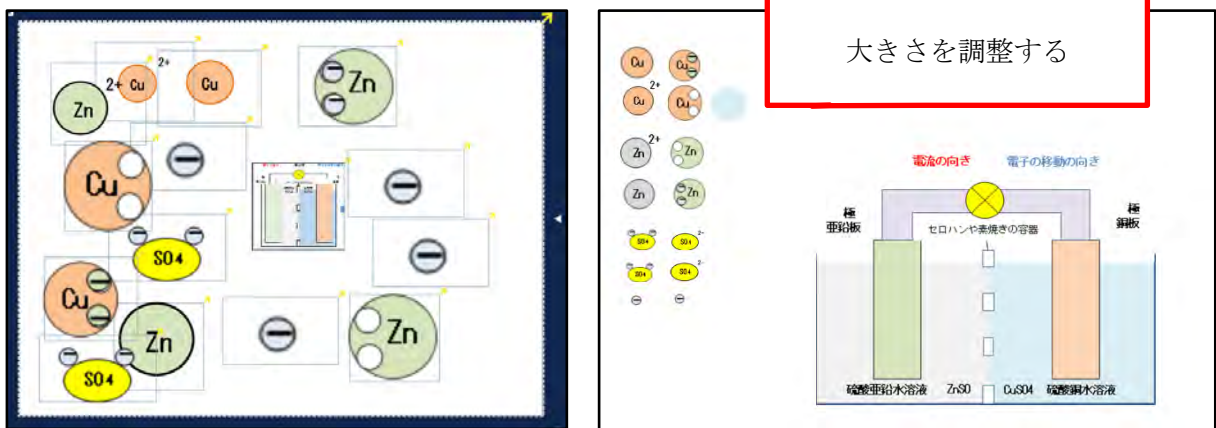 2+
Cu
2+
Cu
Zn
Zn
Cu
SO4
Cu
Zn
Zn
SO4
大きさを調整する
Cu
Cu
Cu
2+
Cu
Zn
2+
Zn
Zn
Zn
SO4
SO4
2-
SO4
SO4
2-
電流の向き
電子の移動の向き
極
亜鉛板
セロハンや素焼きの容器
極
銅板
硫酸亜鉛水溶液
ZnSO
CuSO4
硫酸銅水溶液